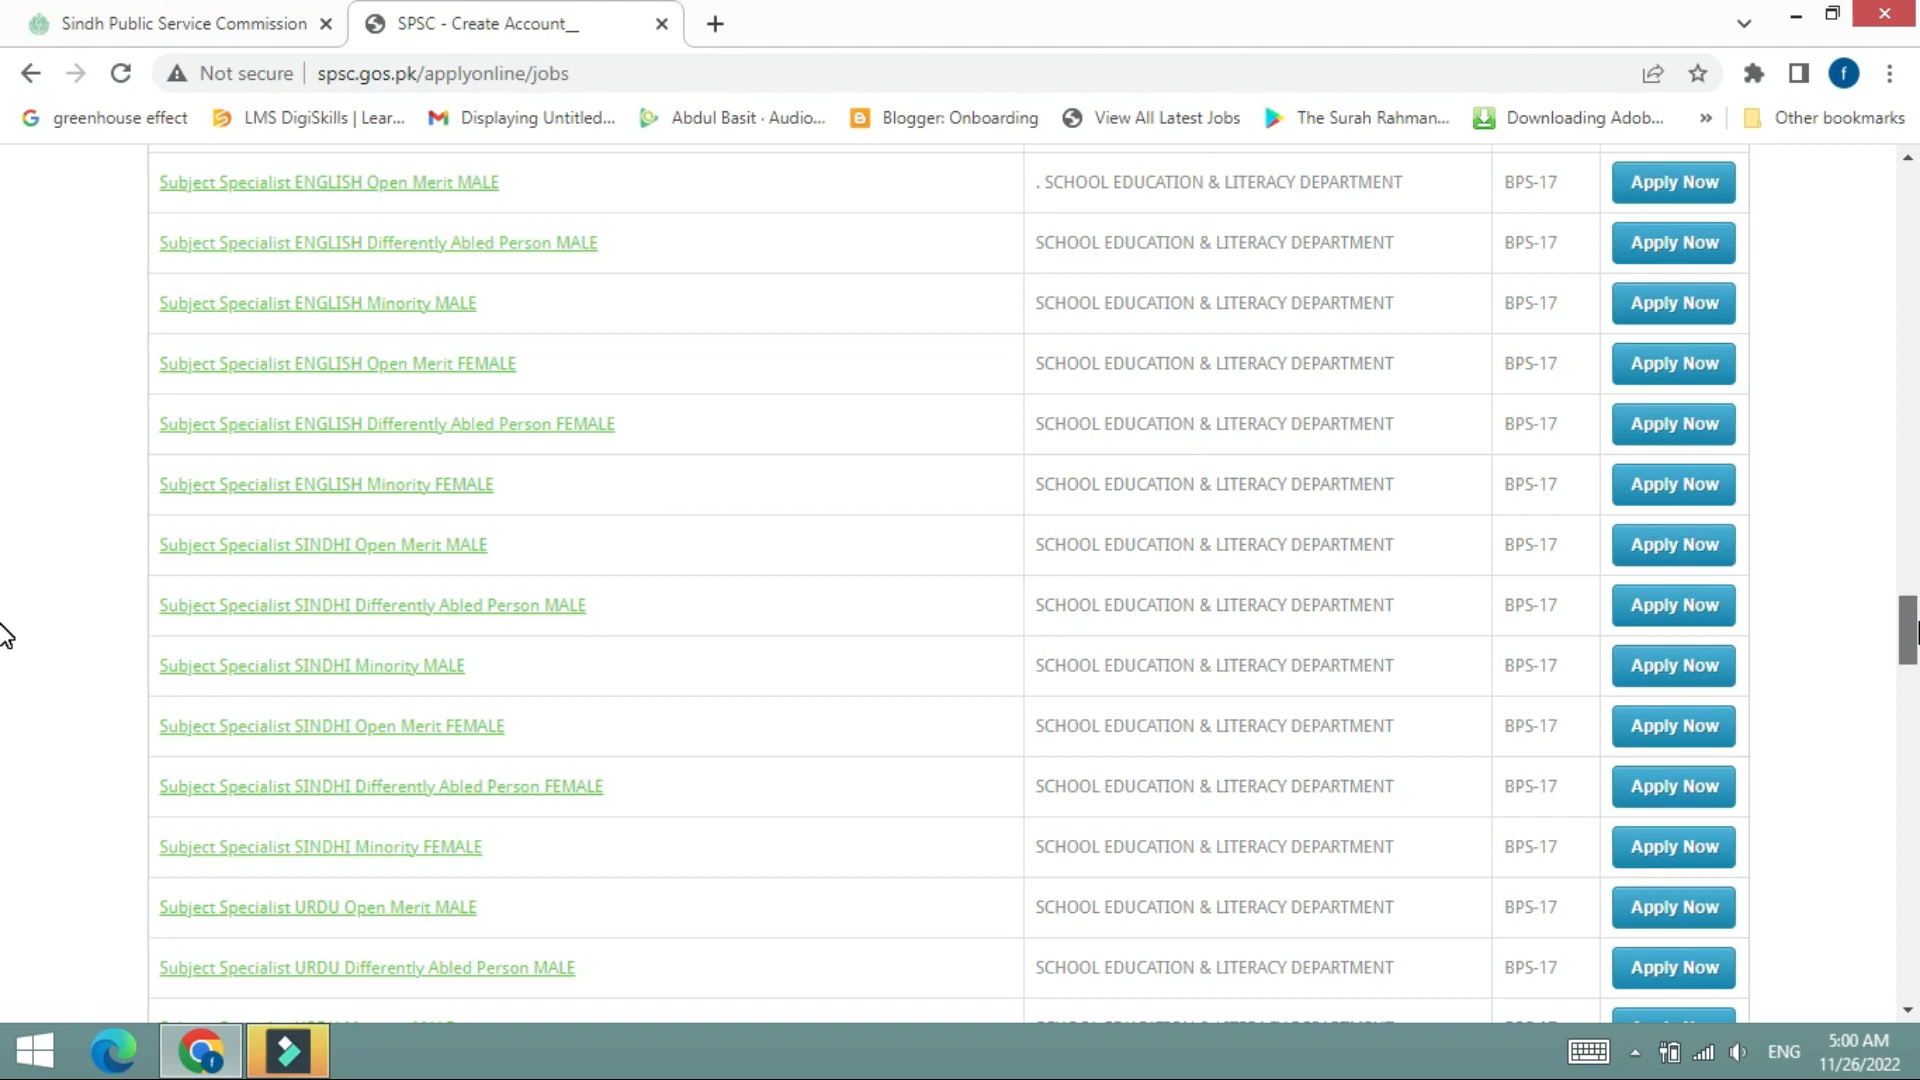 Sindh Public Service Commission
SPSC - Create Account_
Not secure
spsc.gos.pk/applyonline/jobs
greenhouse effect
LMS DigiSkills | Lear...
Displaying Untitled...
Abdul Basit · Audio...
Blogger: Onboarding
View All Latest Jobs
The Surah Rahman...
Downloading Adob...
»
Other bookmarks
f
Subject Specialist ENGLISH Open Merit MALE . SCHOOL EDUCATION & LITERACY DEPARTMENT BPS-17 Apply Now
Subject Specialist ENGLISH Differently Abled Person MALE SCHOOL EDUCATION & LITERACY DEPARTMENT BPS-17 Apply Now
Subject Specialist ENGLISH Minority MALE SCHOOL EDUCATION & LITERACY DEPARTMENT BPS-17 Apply Now
Subject Specialist ENGLISH Open Merit FEMALE SCHOOL EDUCATION & LITERACY DEPARTMENT BPS-17 Apply Now
Subject Specialist ENGLISH Differently Abled Person FEMALE SCHOOL EDUCATION & LITERACY DEPARTMENT BPS-17 Apply Now
Subject Specialist ENGLISH Minority FEMALE SCHOOL EDUCATION & LITERACY DEPARTMENT BPS-17 Apply Now
Subject Specialist SINDHI Open Merit MALE SCHOOL EDUCATION & LITERACY DEPARTMENT BPS-17 Apply Now
Subject Specialist SINDHI Differently Abled Person MALE SCHOOL EDUCATION & LITERACY DEPARTMENT BPS-17 Apply Now
Subject Specialist SINDHI Minority MALE SCHOOL EDUCATION & LITERACY DEPARTMENT BPS-17 Apply Now
Subject Specialist SINDHI Open Merit FEMALE SCHOOL EDUCATION & LITERACY DEPARTMENT BPS-17 Apply Now
Subject Specialist SINDHI Differently Abled Person FEMALE SCHOOL EDUCATION & LITERACY DEPARTMENT BPS-17 Apply Now
Subject Specialist SINDHI Minority FEMALE SCHOOL EDUCATION & LITERACY DEPARTMENT BPS-17 Apply Now
Subject Specialist URDU Open Merit MALE SCHOOL EDUCATION & LITERACY DEPARTMENT BPS-17 Apply Now
Subject Specialist URDU Differently Abled Person MALE SCHOOL EDUCATION & LITERACY DEPARTMENT BPS-17 Apply Now
ENG
5:00 AM
11/26/2022